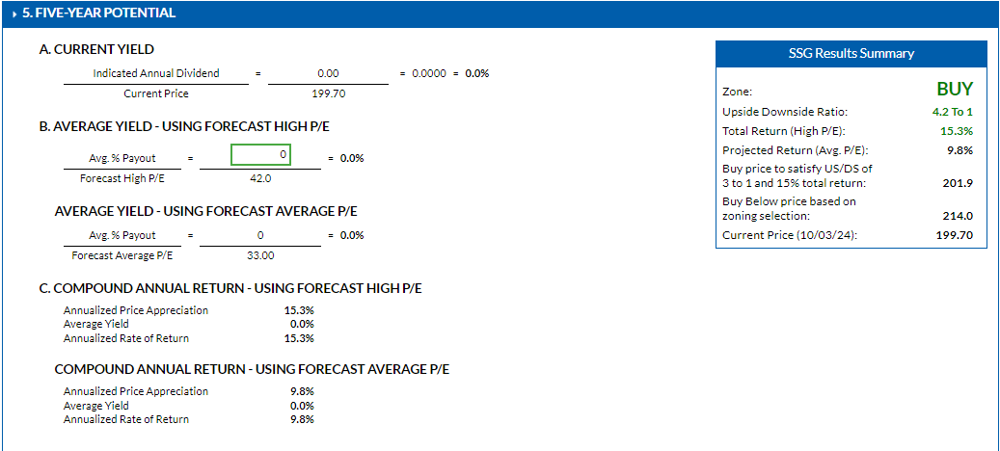 5. FIVE-YEAR POTENTIAL
A. CURRENT YIELD
Indicated Annual Dividend = 0.00 = 0.0000 = 0.0%
Current Price 199.70
B. AVERAGE YIELD - USING FORECAST HIGH P/E
Avg. % Payout = 0 = 0.0%
Forecast High P/E 42.0
AVERAGE YIELD - USING FORECAST AVERAGE P/E
Avg. % Payout = 0 = 0.0%
Forecast Average P/E 33.00
C. COMPOUND ANNUAL RETURN - USING FORECAST HIGH P/E
Annualized Price Appreciation 15.3%
Average Yield 0.0%
Annualized Rate of Return 15.3%
COMPOUND ANNUAL RETURN - USING FORECAST AVERAGE P/E
Annualized Price Appreciation 9.8%
Average Yield 0.0%
Annualized Rate of Return 9.8%
SSG Results Summary
Zone: BUY
Upside Downside Ratio: 4.2 To 1
Total Return (High P/E): 15.3%
Projected Return (Avg. P/E): 9.8%
Buy price to satisfy US/DS of
3 to 1 and 15% total return: 201.9
Buy Below price based on
zoning selection: 214.0
Current Price (10/03/24): 199.70